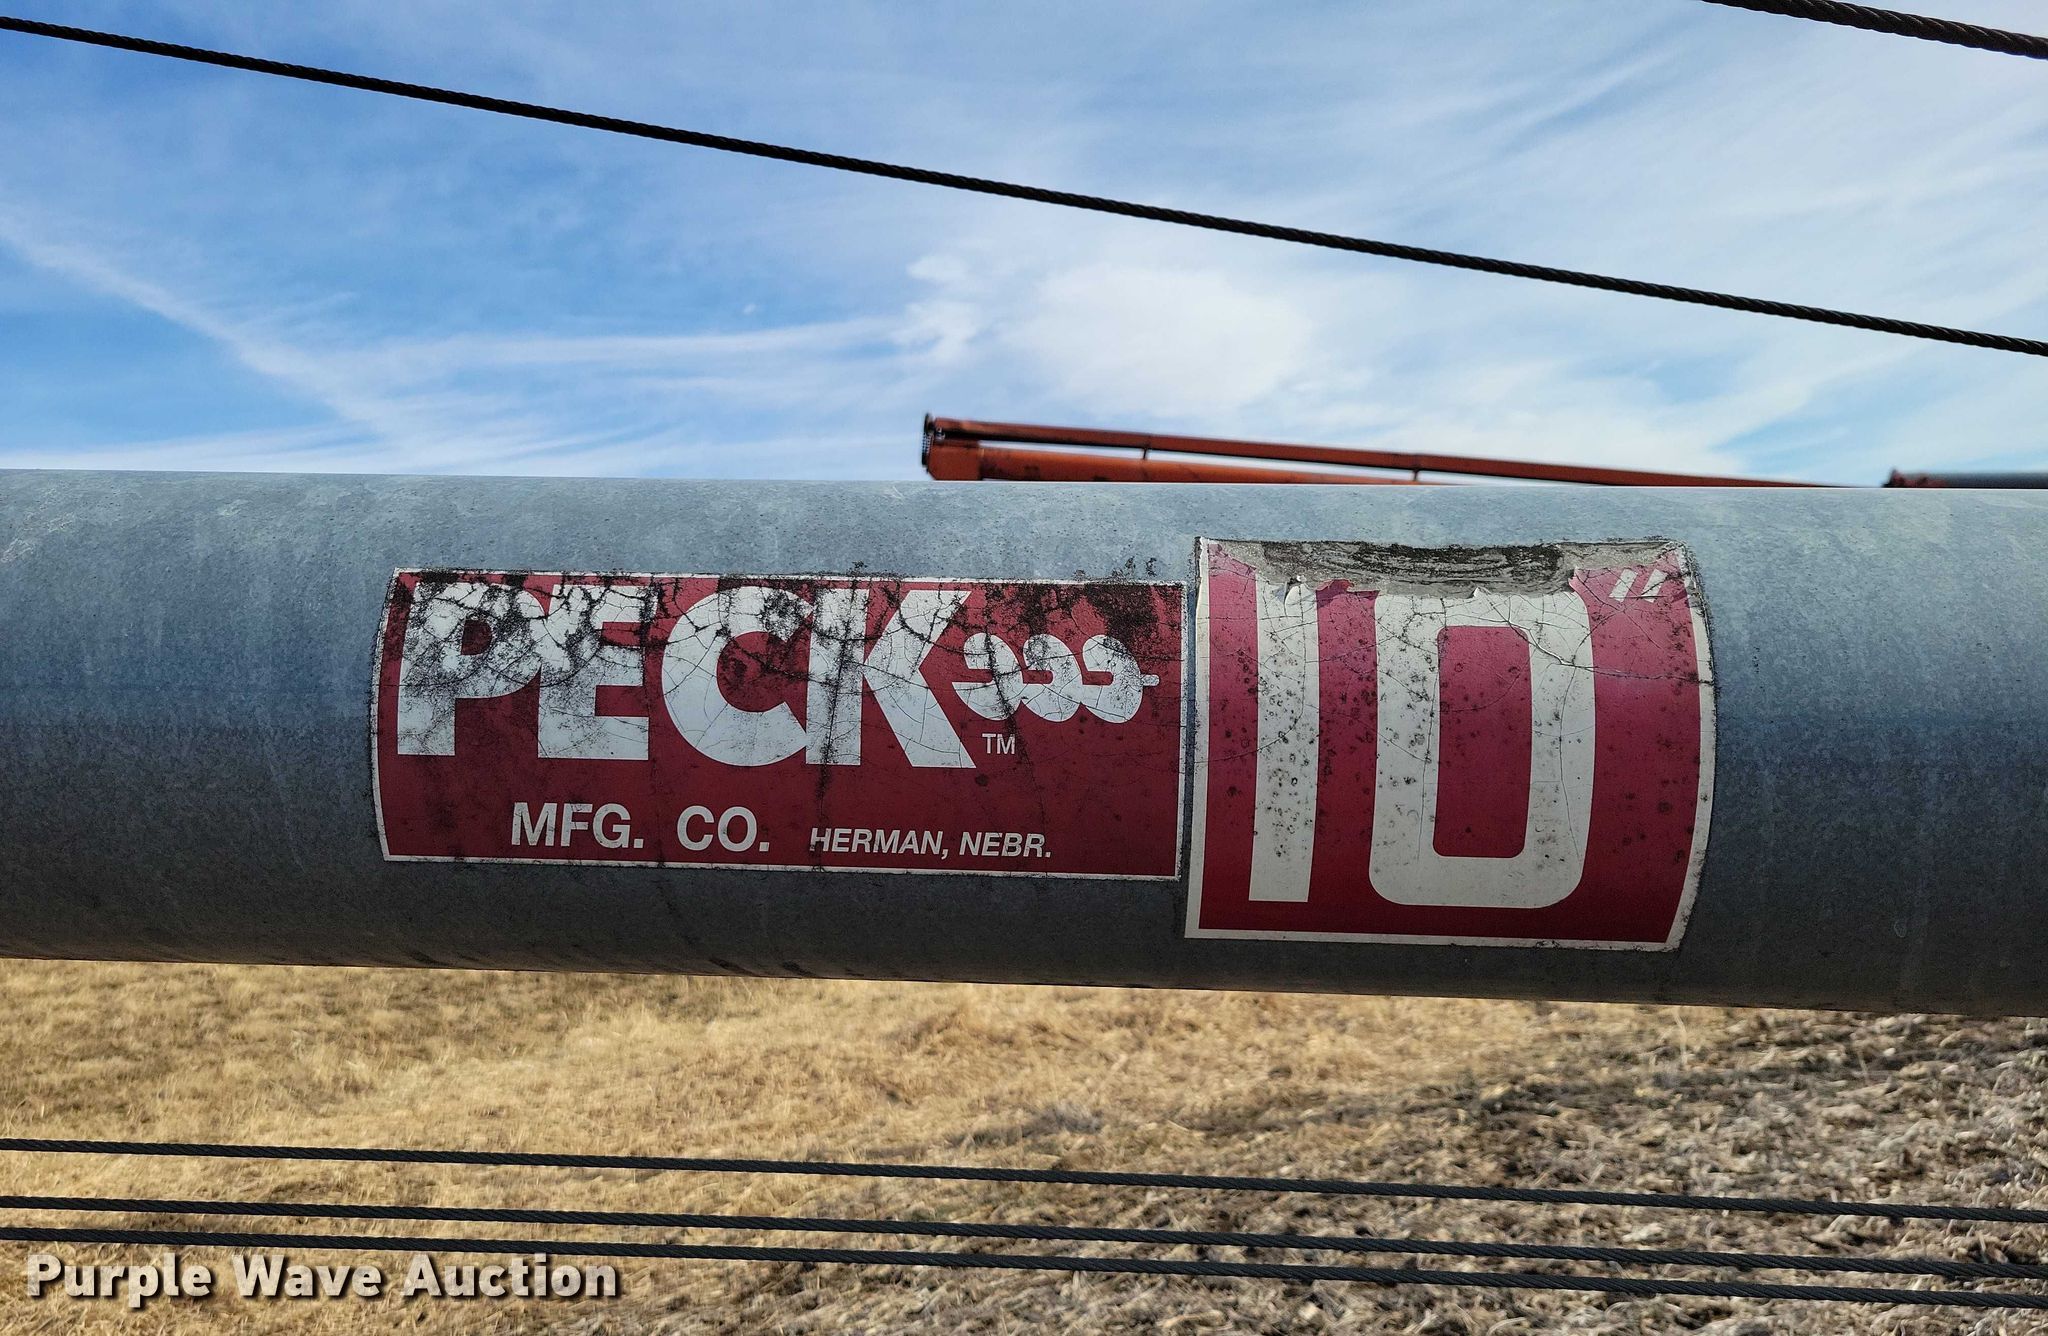 PECK
TM
MFG. CO. HERMAN, NEBR.
10"
Purple Wave Auction